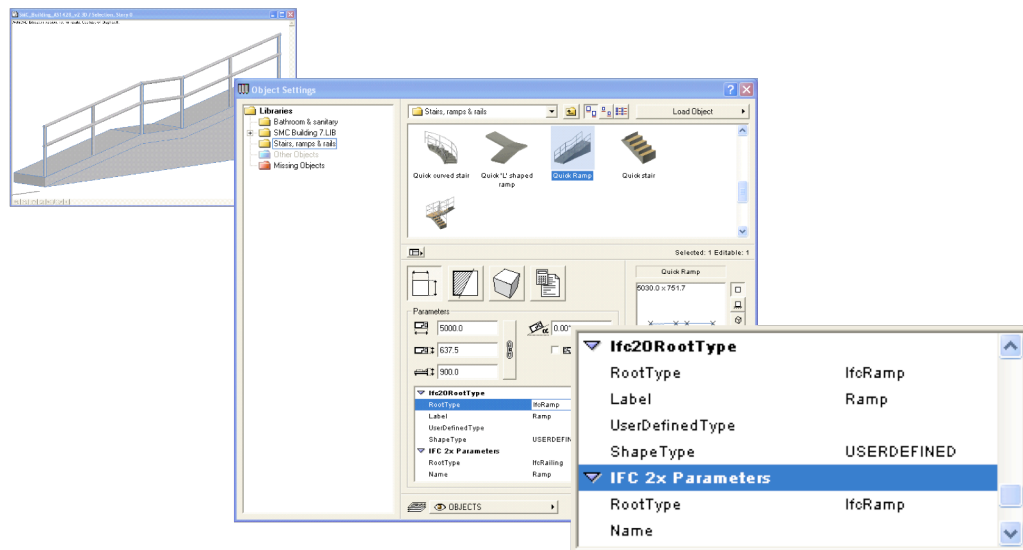 Object Settings
Libraries
Bathroom & sanitary
SMC Building 7.LIB
Stairs, ramps & rails
Other Objects
Missing Objects
Stairs, ramps & rails
Load Object
Quick curved stair
Quick 'L' shaped
ramp
Quick Ramp
Quick stair
Selected: 1 Editable: 1
Quick Ramp
5030.0 x 751.7
Parameters
5000.0
0.00°
637.5
900.0
Ifc20RootType
RootType IfcRamp
Label Ramp
UserDefinedType
ShapeType USERDEFIN
IFC 2x Parameters
RootType IfcRailing
Name Ramp
OBJECTS
Ifc20RootType
RootType IfcRamp
Label Ramp
UserDefinedType
ShapeType USERDEFINED
IFC 2x Parameters
RootType IfcRamp
Name